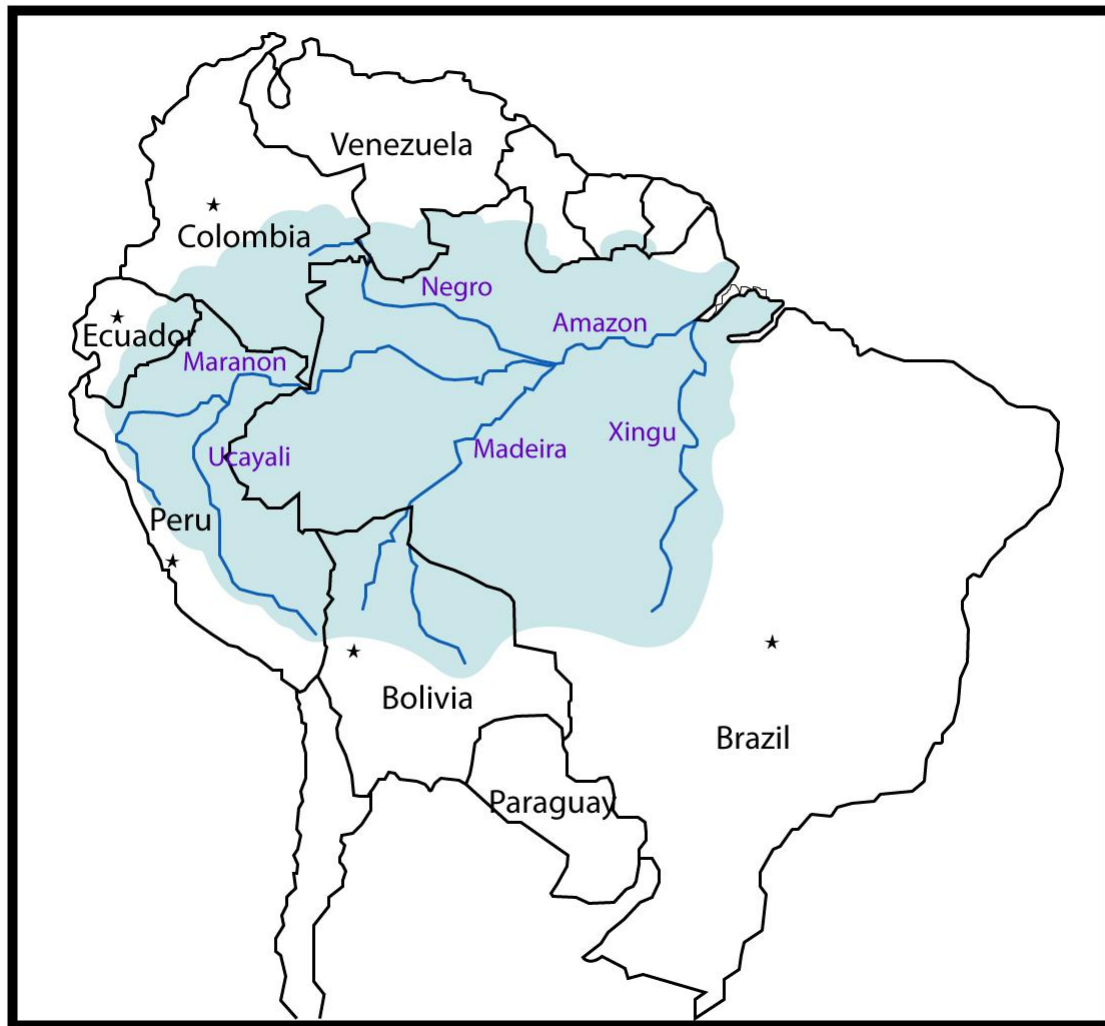 Venezuela
Colombia
Negro
Amazon
Ecuador
Maranon
Xingu
Madeira
Ucayali
Peru
Bolivia
Brazil
Paraguay